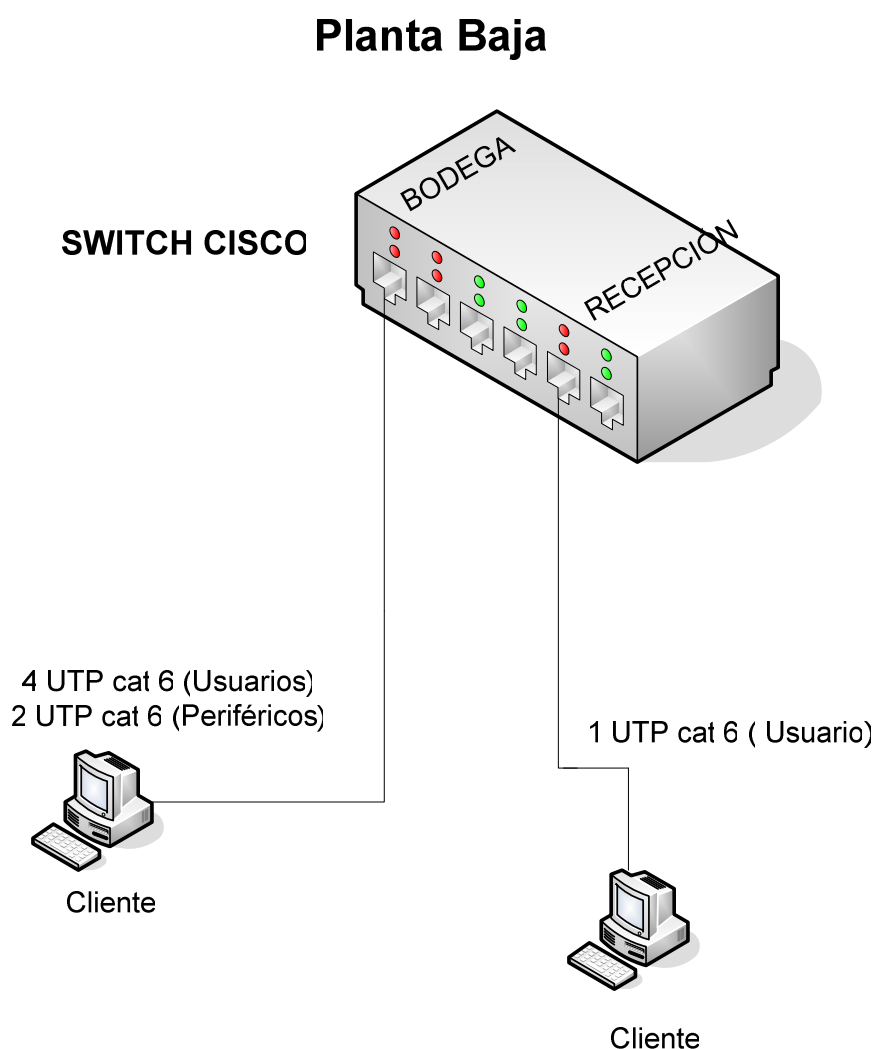 Planta Baja
BODEGA
SWITCH CISCO
RECEPCIÓN
4 UTP cat 6 (Usuarios)
2 UTP cat 6 (Periféricos)
1 UTP cat 6 ( Usuario)
Cliente
Cliente